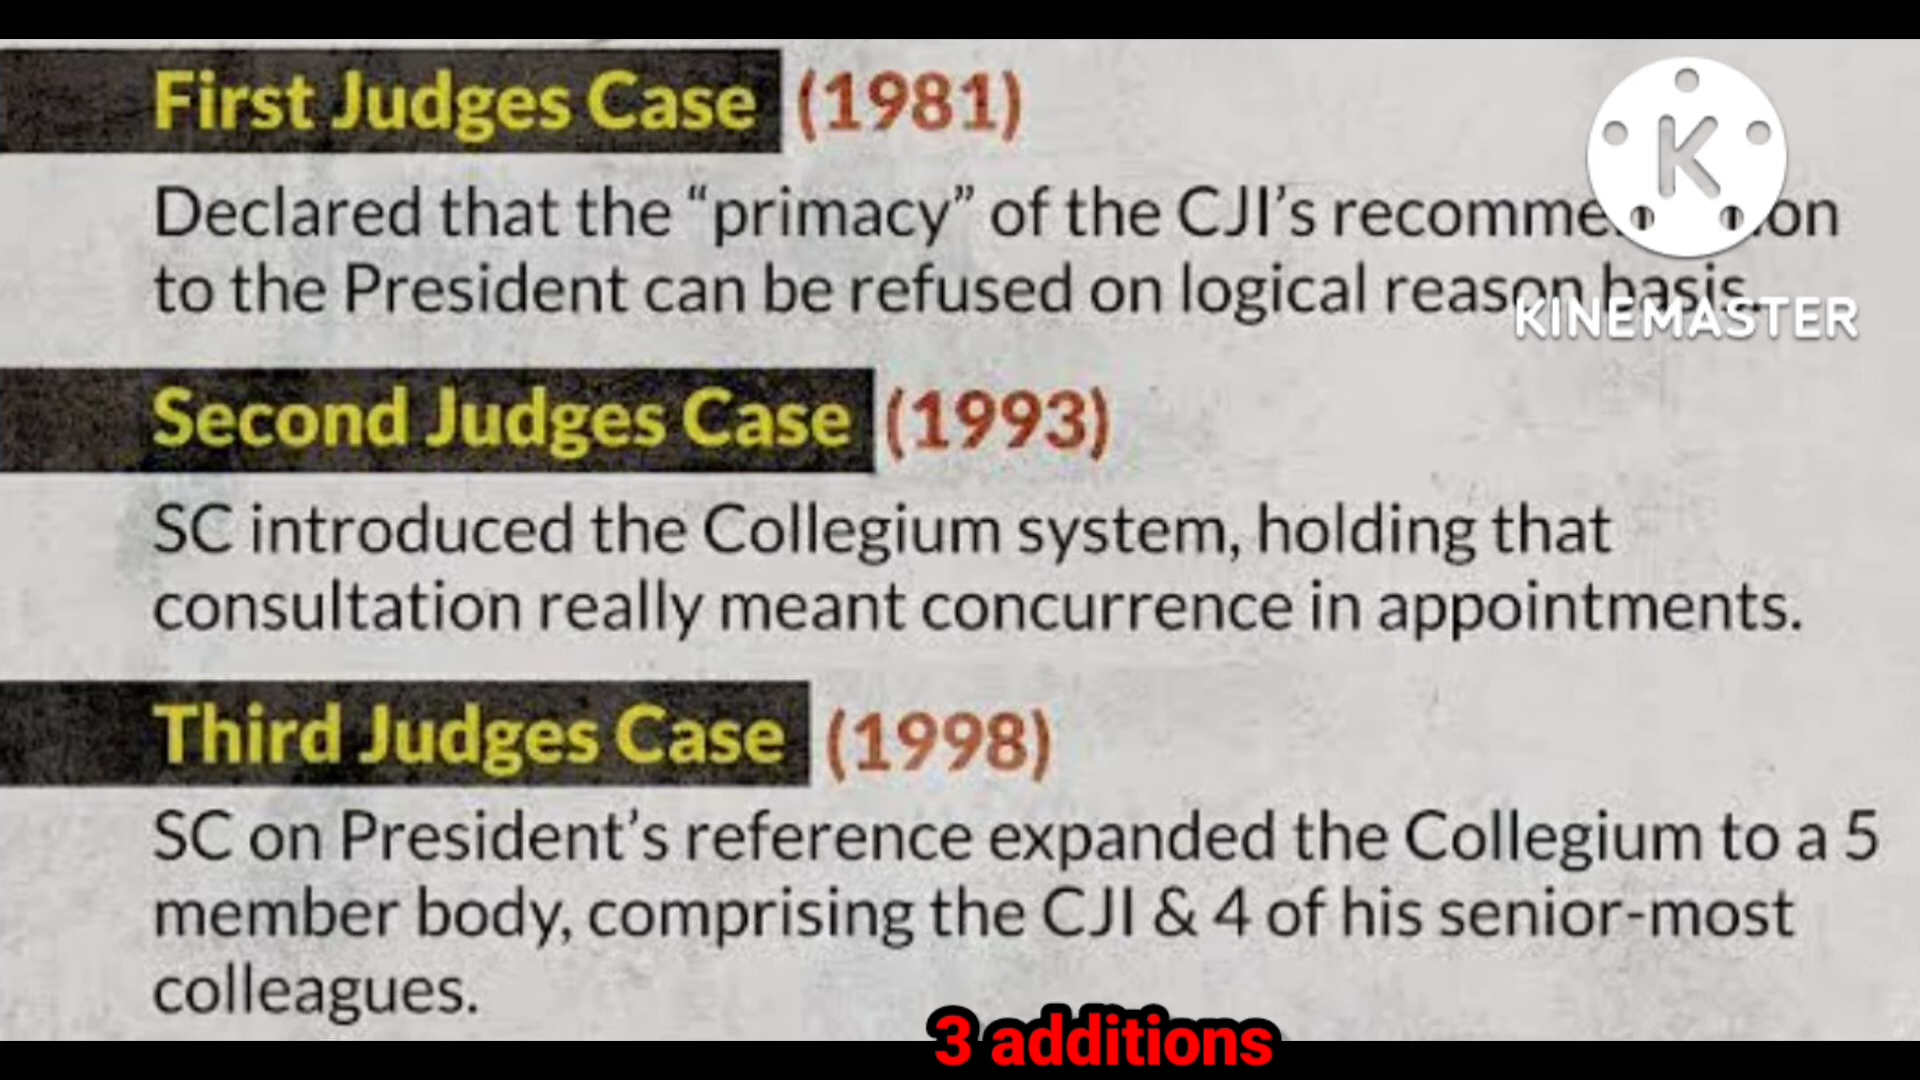 First Judges Case (1981)
Declared that the “primacy” of the CJI’s
to the President can be refused on logical reason basis.
KINEMASTER
Second Judges Case (1993)
SC introduced the Collegium system, holding that
consultation really meant concurrence in appointments.
Third Judges Case (1998)
SC on President’s reference expanded the Collegium to a 5
member body, comprising the CJI & 4 of his senior-most
colleagues.
3 additions